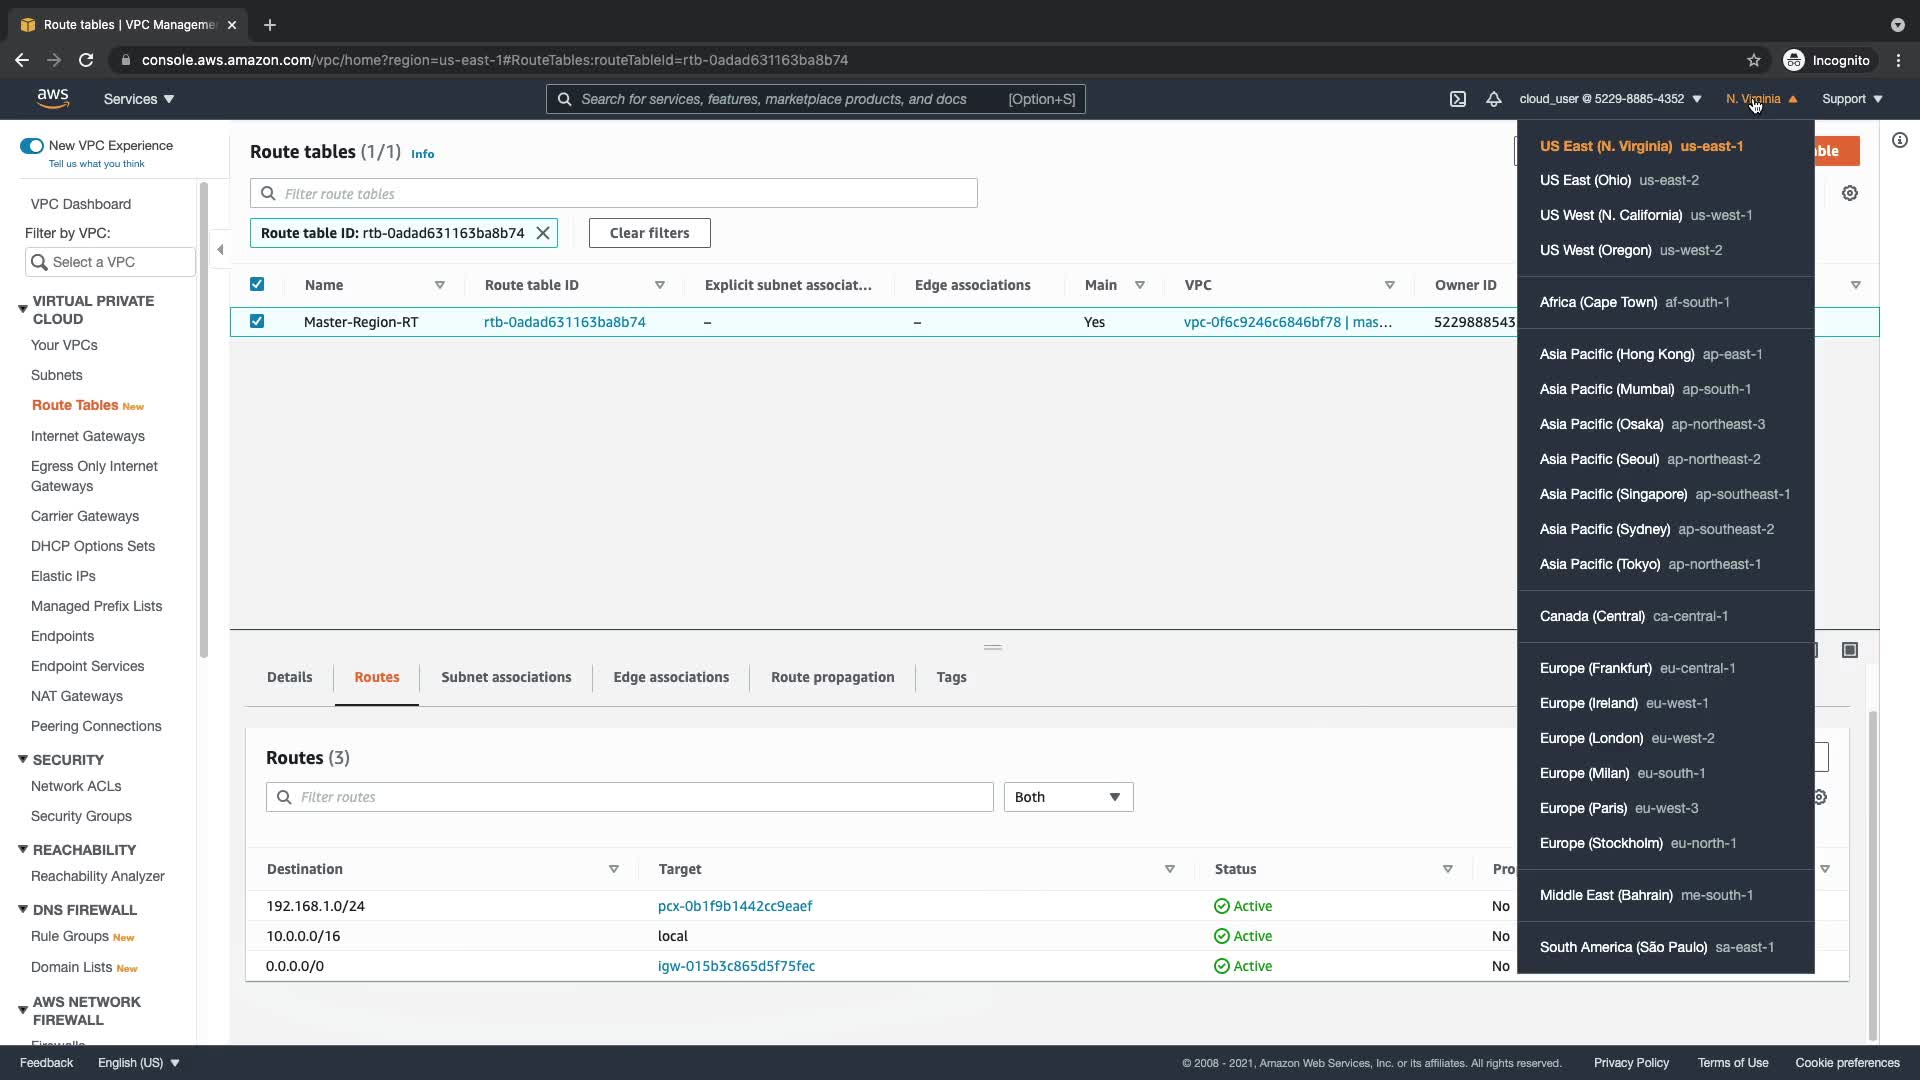 Route tables | VPC Manageme
console.aws.amazon.com/vpc/home?region=us-east-1#RouteTables:routeTableId=rtb-0adad631163ba8b74
Incognito
aws
Services
Search for services, features, marketplace products, and docs
[Option+S]
cloud_user @ 5229-8885-4352
N. Virginia
Support
New VPC Experience
Tell us what you think
VPC Dashboard
Filter by VPC:
Select a VPC
VIRTUAL PRIVATE
CLOUD
Your VPCs
Subnets
Route Tables New
Internet Gateways
Egress Only Internet
Gateways
Carrier Gateways
DHCP Options Sets
Elastic IPs
Managed Prefix Lists
Endpoints
Endpoint Services
NAT Gateways
Peering Connections
SECURITY
Network ACLs
Security Groups
REACHABILITY
Reachability Analyzer
DNS FIREWALL
Rule Groups New
Domain Lists New
AWS NETWORK
FIREWALL
Route tables (1/1) Info
Filter route tables
Route table ID: rtb-0adad631163ba8b74
Clear filters
Name Route table ID Explicit subnet associat... Edge associations Main VPC Owner ID
Master-Region-RT rtb-0adad631163ba8b74 – – Yes vpc-0f6c9246c6846bf78 | mas... 5229888543
Details Routes Subnet associations Edge associations Route propagation Tags
Routes (3)
Filter routes
Both
Destination Target Status Pro
192.168.1.0/24 pcx-0b1f9b1442cc9eaef Active No
10.0.0.0/16 local Active No
0.0.0.0/0 igw-015b3c865d5f75fec Active No
US East (N. Virginia) us-east-1
US East (Ohio) us-east-2
US West (N. California) us-west-1
US West (Oregon) us-west-2
Africa (Cape Town) af-south-1
Asia Pacific (Hong Kong) ap-east-1
Asia Pacific (Mumbai) ap-south-1
Asia Pacific (Osaka) ap-northeast-3
Asia Pacific (Seoul) ap-northeast-2
Asia Pacific (Singapore) ap-southeast-1
Asia Pacific (Sydney) ap-southeast-2
Asia Pacific (Tokyo) ap-northeast-1
Canada (Central) ca-central-1
Europe (Frankfurt) eu-central-1
Europe (Ireland) eu-west-1
Europe (London) eu-west-2
Europe (Milan) eu-south-1
Europe (Paris) eu-west-3
Europe (Stockholm) eu-north-1
Middle East (Bahrain) me-south-1
South America (São Paulo) sa-east-1
ble
Feedback
English (US)
© 2008 - 2021, Amazon Web Services, Inc. or its affiliates. All rights reserved.
Privacy Policy
Terms of Use
Cookie preferences